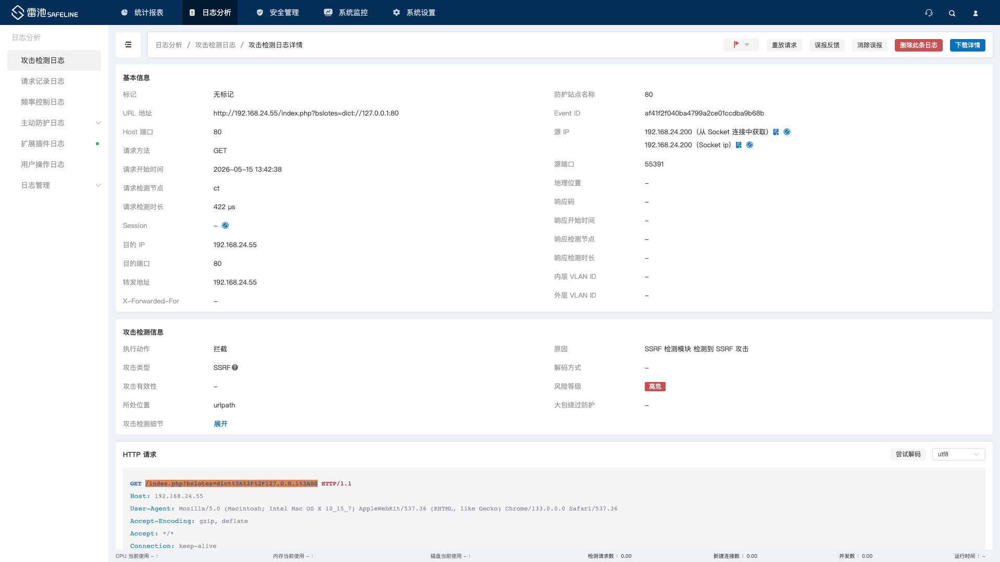 雷池 SAFELINE
统计报表
日志分析
安全管理
系统监控
系统设置
日志分析
攻击检测日志
请求记录日志
频率控制日志
主动防护日志
扩展插件日志
用户操作日志
日志管理
日志分析 / 攻击检测日志 / 攻击检测日志详情
重放请求
误报反馈
消除误报
删除此条日志
下载详情
基本信息
标记 无标记
URL 地址 http://192.168.24.55/index.php?bslotes=dict://127.0.0.1:80
Host 端口 80
请求方法 GET
请求开始时间 2026-05-15 13:42:38
请求检测节点 ct
请求检测时长 422 μs
Session –
目的 IP 192.168.24.55
目的端口 80
转发地址 192.168.24.55
X-Forwarded-For –
防护站点名称 80
Event ID af41f2f040ba4799a2ce01ccdba9b68b
源 IP 192.168.24.200（从 Socket 连接中获取）
192.168.24.200（Socket ip）
源端口 55391
地理位置 –
响应码 –
响应开始时间 –
响应检测节点 –
响应检测时长 –
内层 VLAN ID –
外层 VLAN ID –
攻击检测信息
执行动作 拦截
攻击类型 SSRF
攻击有效性 –
所处位置 urlpath
攻击检测细节 展开
原因 SSRF 检测模块 检测到 SSRF 攻击
解码方式 –
风险等级 高危
大包绕过防护 –
HTTP 请求
尝试解码
utf8
GET /index.php?bslotes=dict%3A%2F%2F127.0.0.1%3A80 HTTP/1.1
Host: 192.168.24.55
User-Agent: Mozilla/5.0 (Macintosh; Intel Mac OS X 10_15_7) AppleWebKit/537.36 (KHTML, like Gecko) Chrome/133.0.0.0 Safari/537.36
Accept-Encoding: gzip, deflate
Accept: */*
Connection: keep-alive
CPU 当前使用 – ：
内存当前使用 – ：
磁盘当前使用 – ：
检测请求数： 0.00
新建连接数： 0.00
并发数： 0.00
运行时间： –